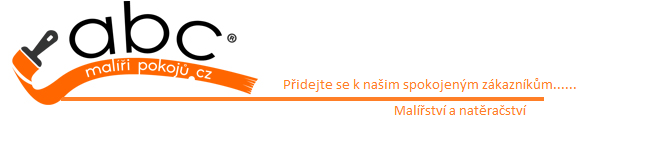 abc®
malíři pokojů.cz
Přidejte se k našim spokojeným zákazníkům......
Malířství a natěračství